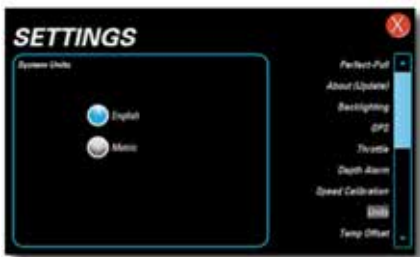 SETTINGS
System Units
English
Metric
Perfect-Pull
About (Update)
Backlighting
GPS
Throttle
Depth Alarm
Speed Calibration
Units
Temp Offset